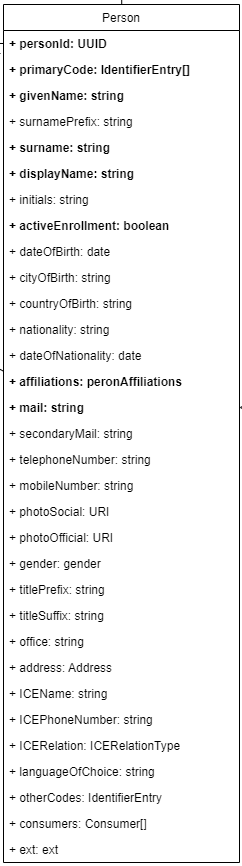 Person
+ personId: UUID
+ primaryCode: IdentifierEntry[]
+ givenName: string
+ surnamePrefix: string
+ surname: string
+ displayName: string
+ initials: string
+ activeEnrollment: boolean
+ dateOfBirth: date
+ cityOfBirth: string
+ countryOfBirth: string
+ nationality: string
+ dateOfNationality: date
+ affiliations: peronAffiliations
+ mail: string
+ secondaryMail: string
+ telephoneNumber: string
+ mobileNumber: string
+ photoSocial: URI
+ photoOfficial: URI
+ gender: gender
+ titlePrefix: string
+ titleSuffix: string
+ office: string
+ address: Address
+ ICEName: string
+ ICEPhoneNumber: string
+ ICERelation: ICERelationType
+ languageOfChoice: string
+ otherCodes: IdentifierEntry
+ consumers: Consumer[]
+ ext: ext